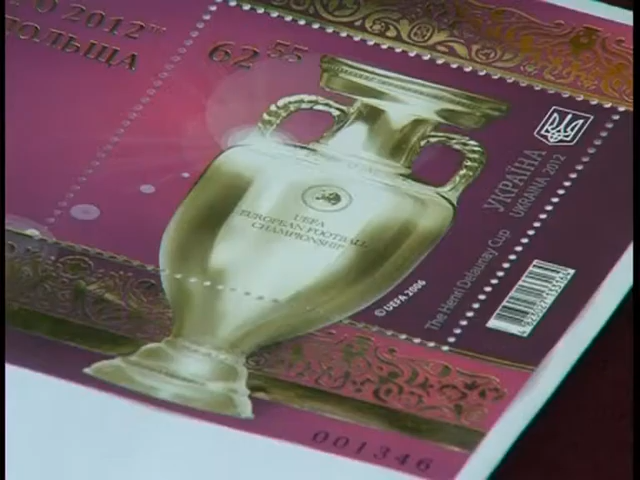 О 2012"
ПОЛЬЩА
62 55
УКРАЇНА
UKRAINA 2012
UEFA
EUROPEAN FOOTBALL
CHAMPIONSHIP
© UEFA 2006
The Henri Delaunay Cup
001346